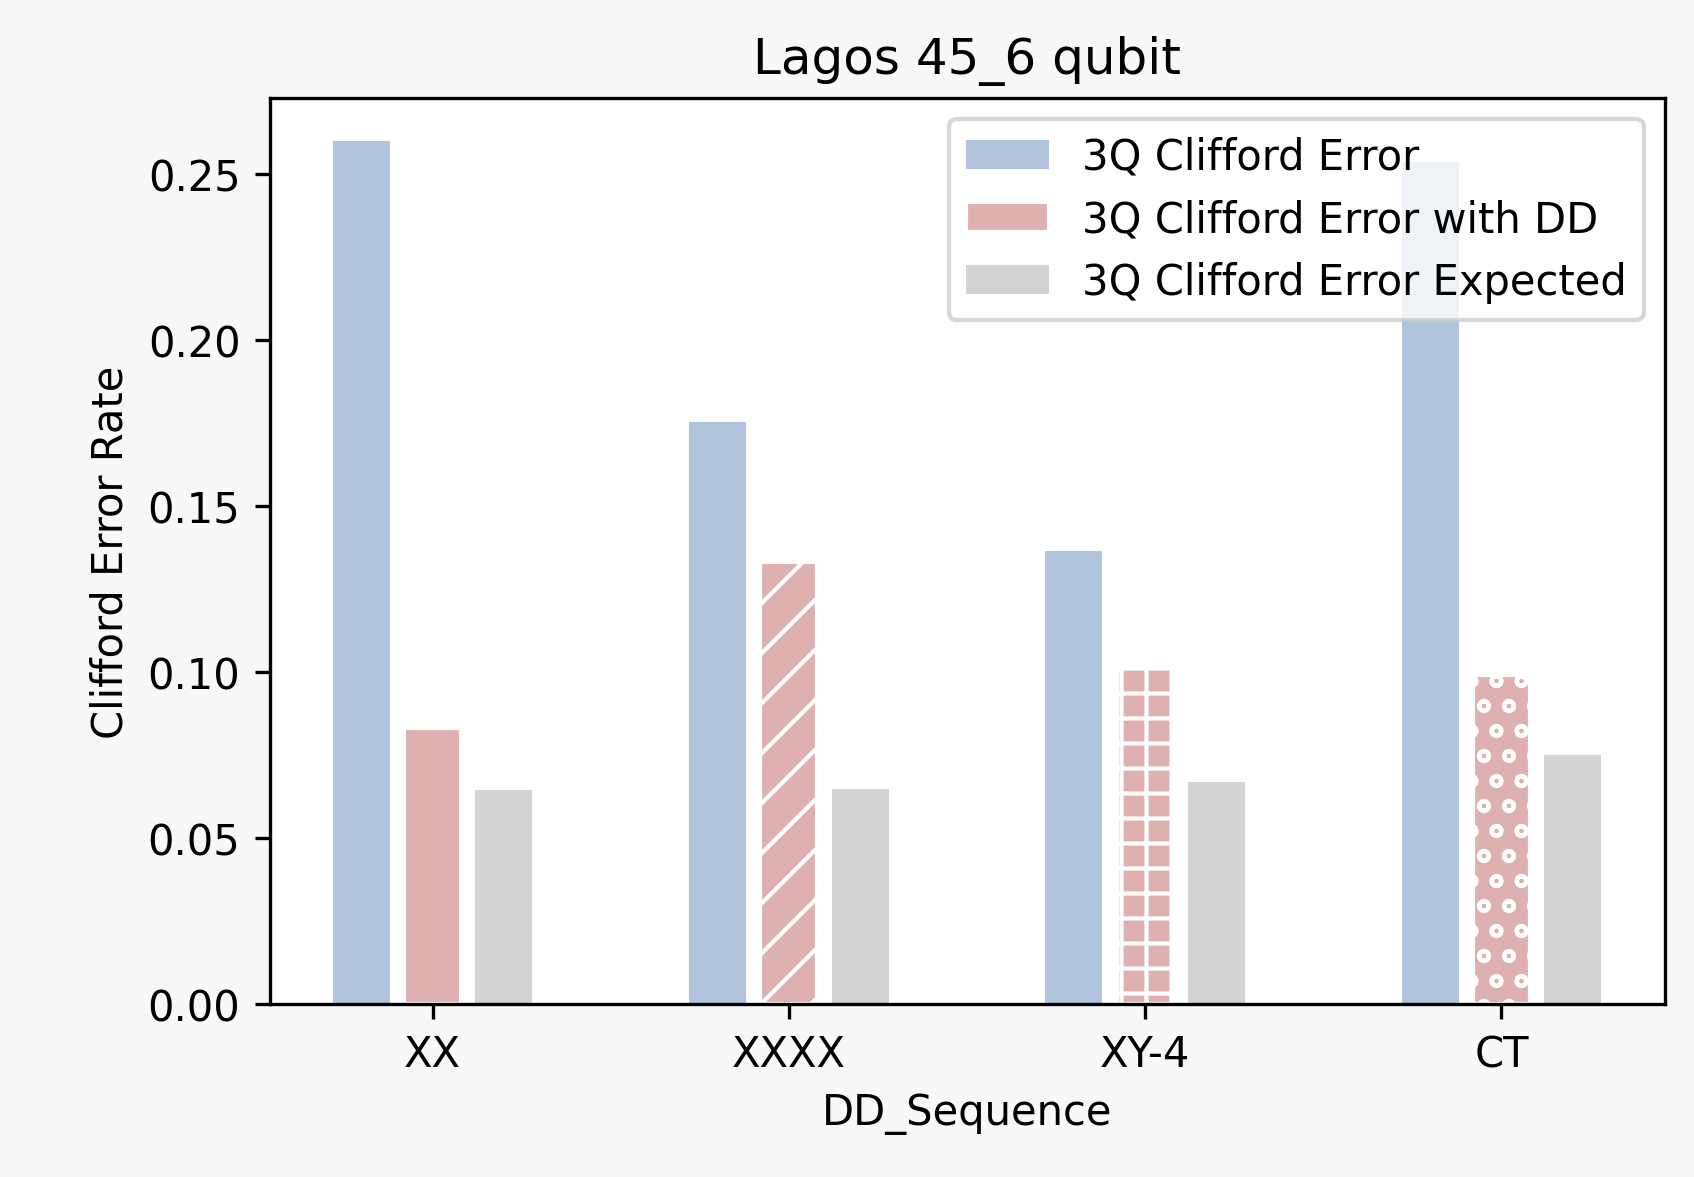 Lagos 45_6 qubit
3Q Clifford Error
3Q Clifford Error with DD
3Q Clifford Error Expected
Clifford Error Rate
0.25
0.20
0.15
0.10
0.05
0.00
XX XXXX XY-4 CT
DD_Sequence